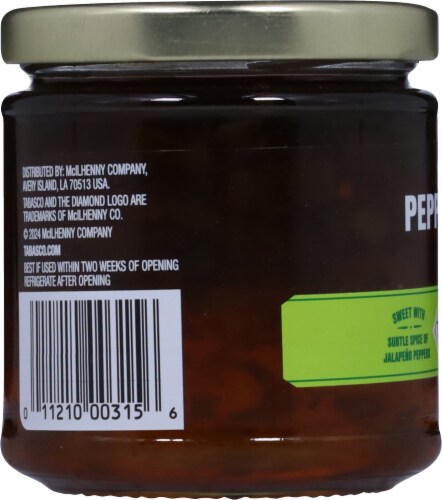 DISTRIBUTED BY: McILHENNY COMPANY,
AVERY ISLAND, LA 70513 USA.
TABASCO AND THE DIAMOND LOGO ARE
TRADEMARKS OF McILHENNY CO.
© 2024 McILHENNY COMPANY
TABASCO.COM
BEST IF USED WITHIN TWO WEEKS OF OPENING
REFRIGERATE AFTER OPENING
0 11210 00315 6
PEPP
SWEET WITH
A
SUBTLE SPICE OF
JALAPEÑO PEPPERS